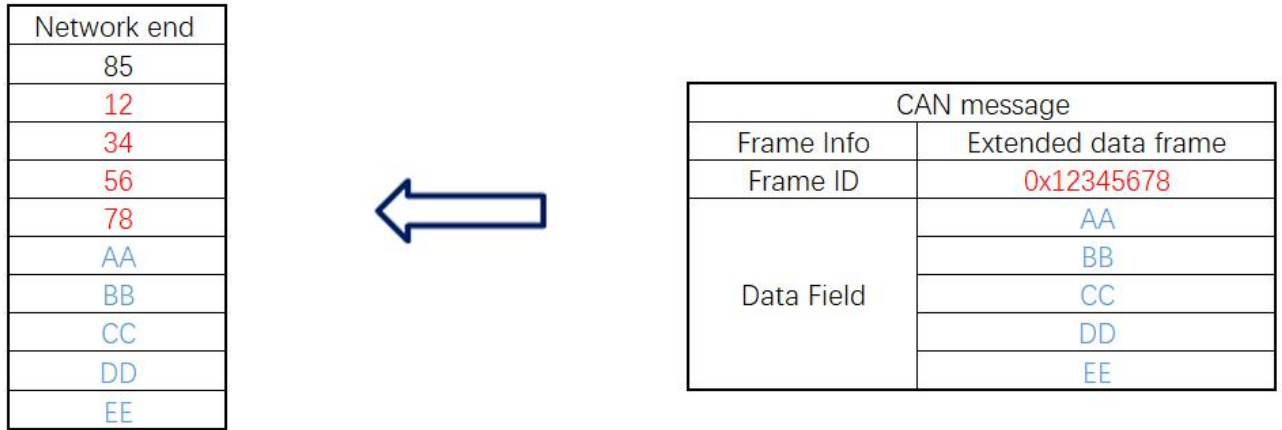 Network end
85
12
34
56
78
AA
BB
CC
DD
EE
CAN message
Frame Info Extended data frame
Frame ID 0x12345678
Data Field
AA
BB
CC
DD
EE